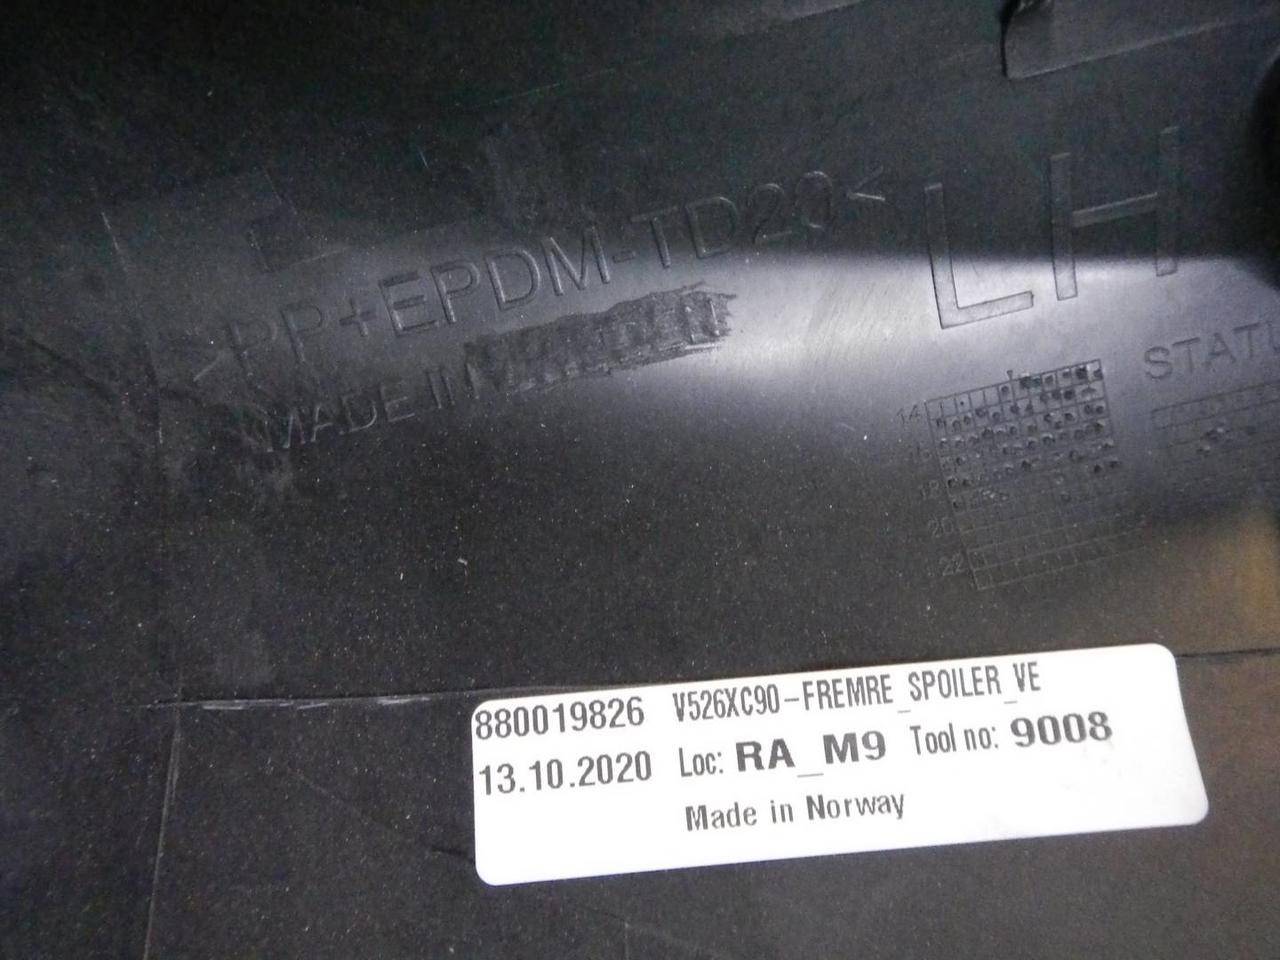 >PP+EPDM-TD20<
LH
MADE IN
STATU
14
16
18
20
22
880019826 V526XC90-FREMRE_SPOILER_VE
13.10.2020 Loc: RA_M9 Tool no: 9008
Made in Norway